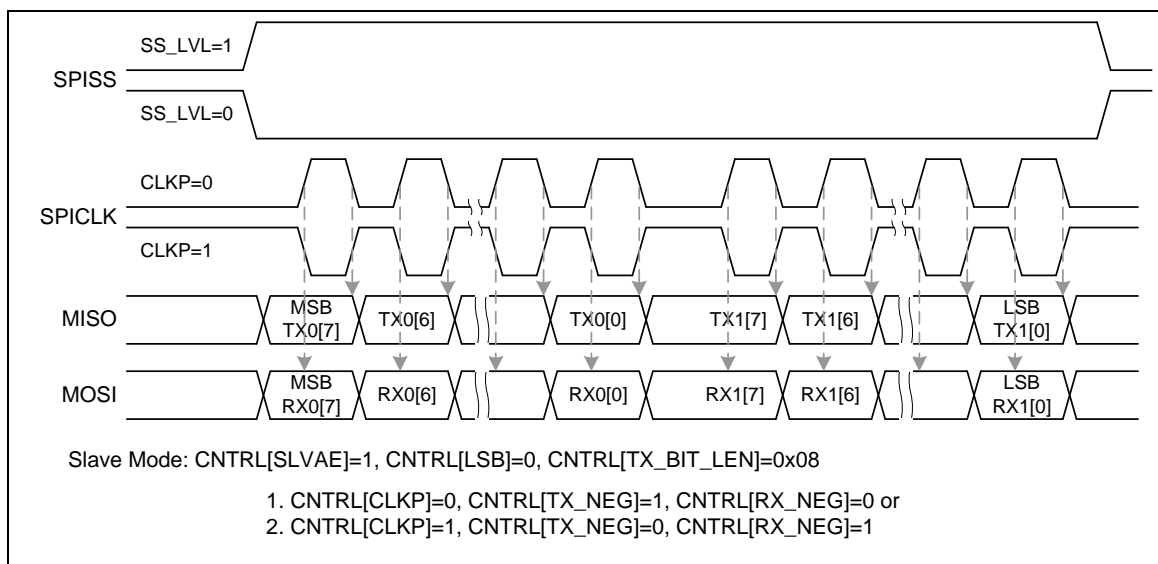 SS_LVL=1
SPISS
SS_LVL=0
CLKP=0
SPICLK
CLKP=1
MISO MSB TX0[7] TX0[6] TX0[0] TX1[7] TX1[6] LSB TX1[0]
MOSI MSB RX0[7] RX0[6] RX0[0] RX1[7] RX1[6] LSB RX1[0]
Slave Mode: CNTRL[SLVAE]=1, CNTRL[LSB]=0, CNTRL[TX_BIT_LEN]=0x08
1. CNTRL[CLKP]=0, CNTRL[TX_NEG]=1, CNTRL[RX_NEG]=0 or
2. CNTRL[CLKP]=1, CNTRL[TX_NEG]=0, CNTRL[RX_NEG]=1